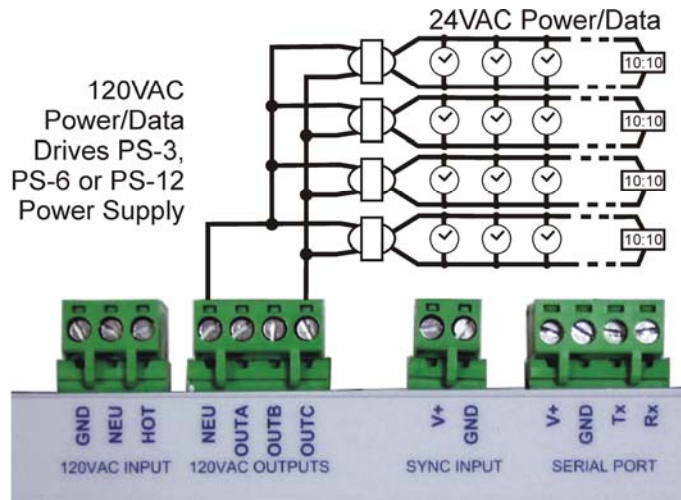 24VAC Power/Data
120VAC
Power/Data
Drives PS-3,
PS-6 or PS-12
Power Supply
10:10
10:10
10:10
10:10
GND NEU HOT
120VAC INPUT
NEU OUTA OUTB OUTC
120VAC OUTPUTS
V+ GND
SYNC INPUT
V+ GND Tx Rx
SERIAL PORT